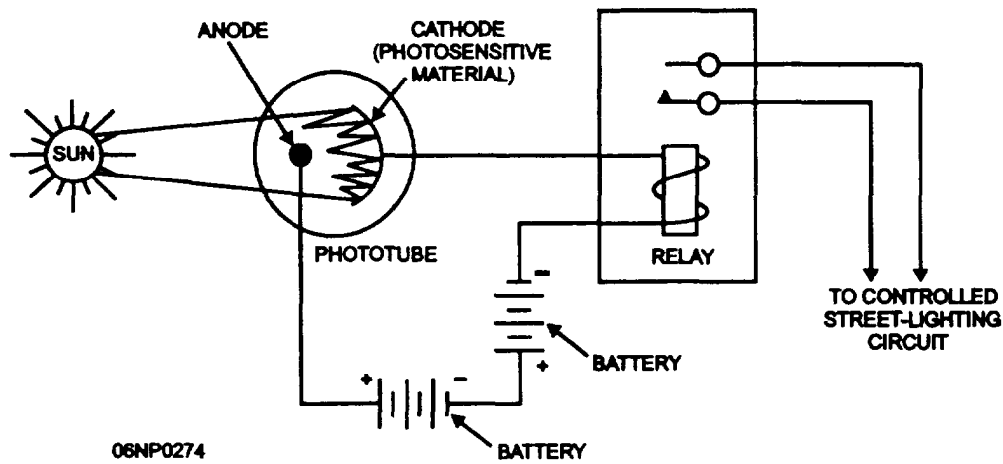 ANODE
CATHODE
(PHOTOSENSITIVE
MATERIAL)
SUN
PHOTOTUBE
RELAY
TO CONTROLLED
STREET-LIGHTING
CIRCUIT
−
BATTERY
+
+
−
BATTERY
06NP0274